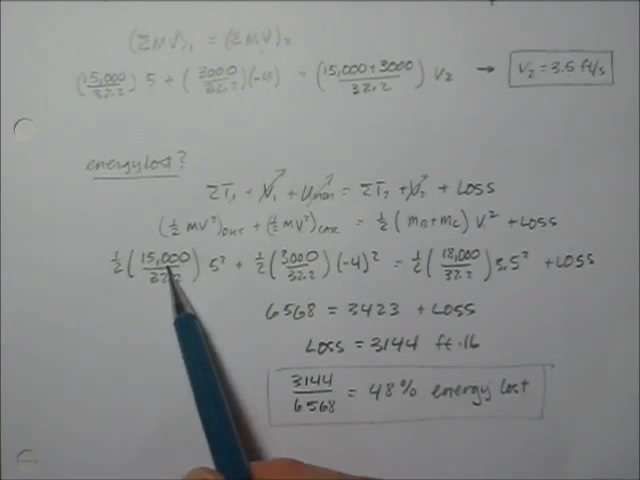 (ΣMV)₁ = (ΣMV)₂
(15,000/32.2) 5 + (3000/32.2)(-4) = (15,000+3000/32.2) V₂ → V₂ = 3.5 ft/s
energy lost?
ΣT₁ + V₁ + Unon = ΣT₂ + V₂ + LOSS
(½ MV²)BUS + (½ MV²)CAR = ½ (mB+mC) V² + LOSS
½ (15,000/32.2) 5² + ½ (3000/32.2)(-4)² = ½ (18,000/32.2) 3.5² + LOSS
6568 = 3423 + LOSS
LOSS = 3144 ft·lb
3144/6568 = 48% energy lost